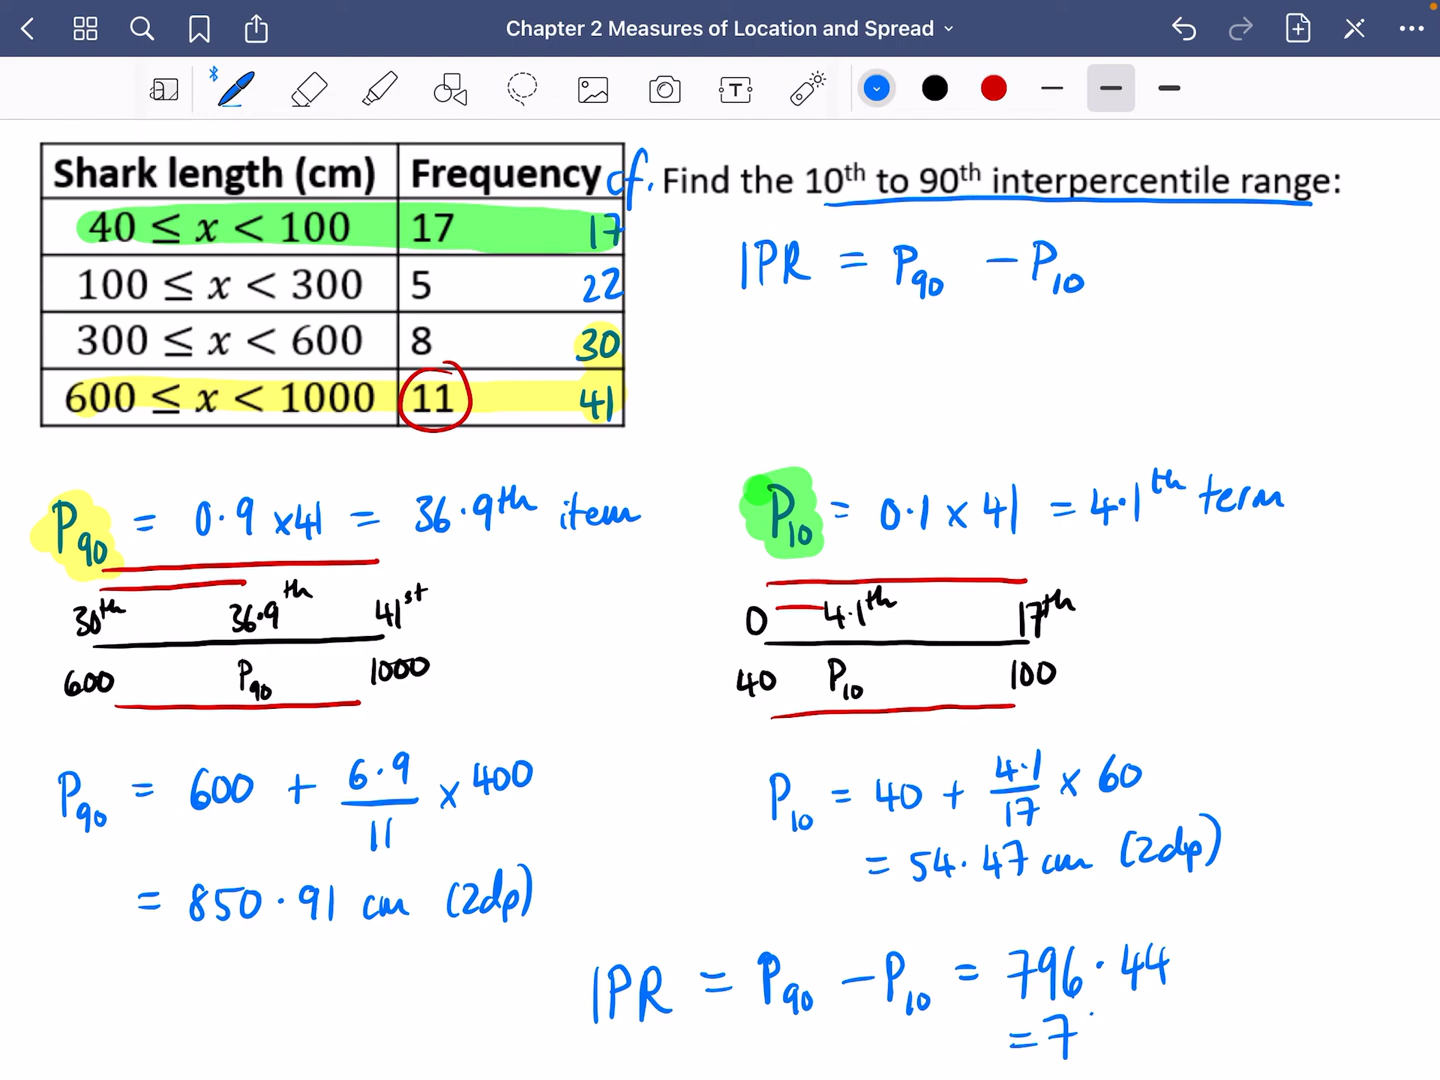 Chapter 2 Measures of Location and Spread
Shark length (cm) Frequency cf.
40 ≤ x < 100 17 17
100 ≤ x < 300 5 22
300 ≤ x < 600 8 30
600 ≤ x < 1000 11 41
Find the 10th to 90th interpercentile range:
IPR = P90 - P10
P90 = 0.9 x 41 = 36.9th item
30th 36.9th 41st
600 P90 1000
P90 = 600 + 6.9/11 x 400
= 850.91 cm (2dp)
P10 = 0.1 x 41 = 4.1th term
0 4.1th 17th
40 P10 100
P10 = 40 + 4.1/17 x 60
= 54.47 cm (2dp)
IPR = P90 - P10 = 796.44
= 7